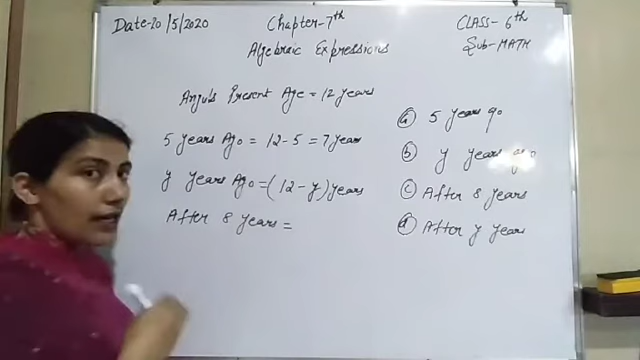 Date-20/5/2020
Chapter-7th
CLASS-6th
Algebraic Expressions
Sub-MATH
Anju's Present Age = 12 years
5 years Ago = 12-5 = 7 years
y years Ago = (12-y) years
After 8 years =
(a) 5 years ago
(b) y years ago
(c) After 8 years
(d) After y years